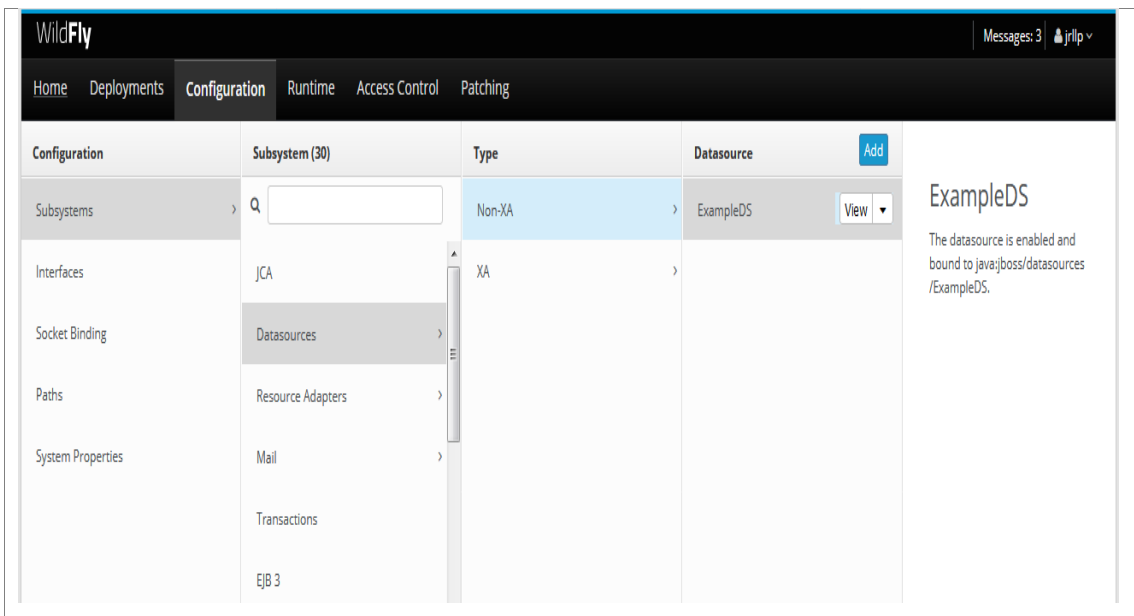 WildFly
Messages: 3 jrllp
Home Deployments Configuration Runtime Access Control Patching
Configuration Subsystem (30) Type Datasource Add
Subsystems Non-XA ExampleDS View
ExampleDS
The datasource is enabled and
bound to java:jboss/datasources
/ExampleDS.
Interfaces JCA XA
Socket Binding Datasources
Paths Resource Adapters
System Properties Mail
Transactions
EJB 3